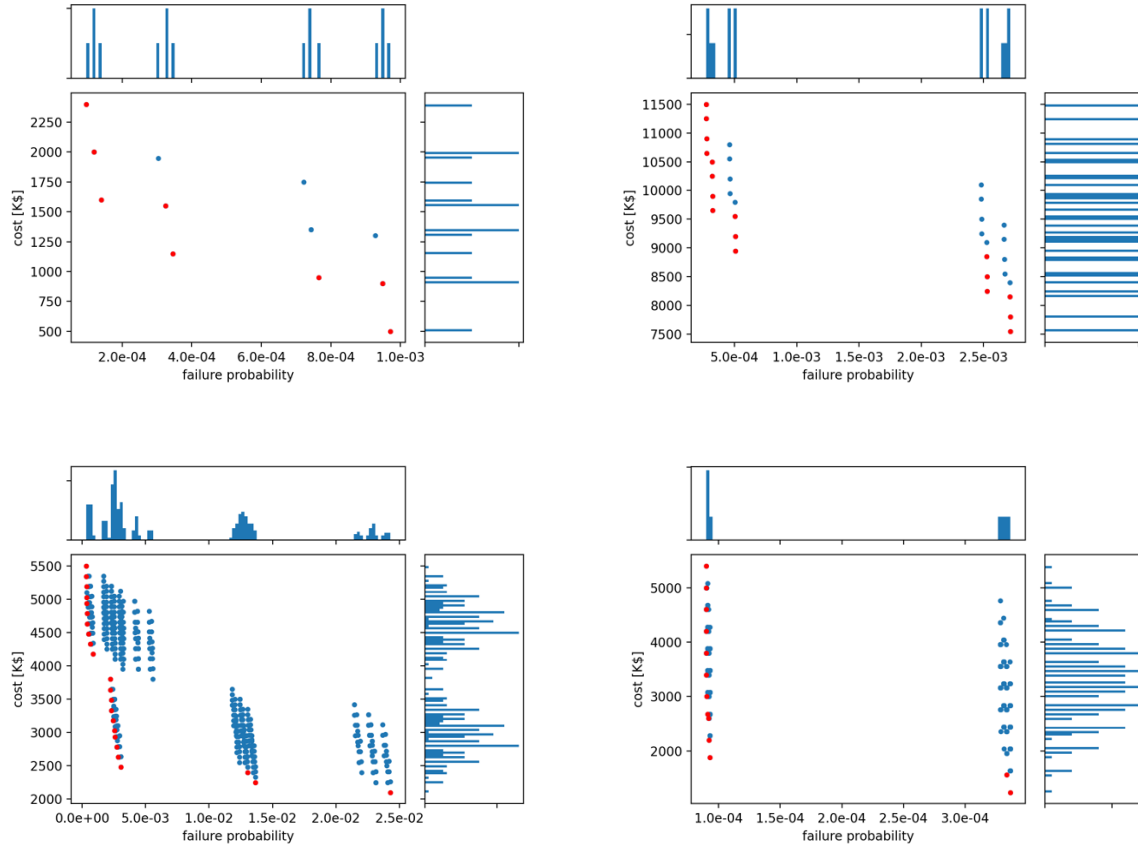 cost [K$]
2250
2000
1750
1500
1250
1000
750
500
2.0e-04 4.0e-04 6.0e-04 8.0e-04 1.0e-03
failure probability
cost [K$]
11500
11000
10500
10000
9500
9000
8500
8000
7500
5.0e-04 1.0e-03 1.5e-03 2.0e-03 2.5e-03
failure probability
cost [K$]
5500
5000
4500
4000
3500
3000
2500
2000
0.0e+00 5.0e-03 1.0e-02 1.5e-02 2.0e-02 2.5e-02
failure probability
cost [K$]
5000
4000
3000
2000
1.0e-04 1.5e-04 2.0e-04 2.5e-04 3.0e-04
failure probability